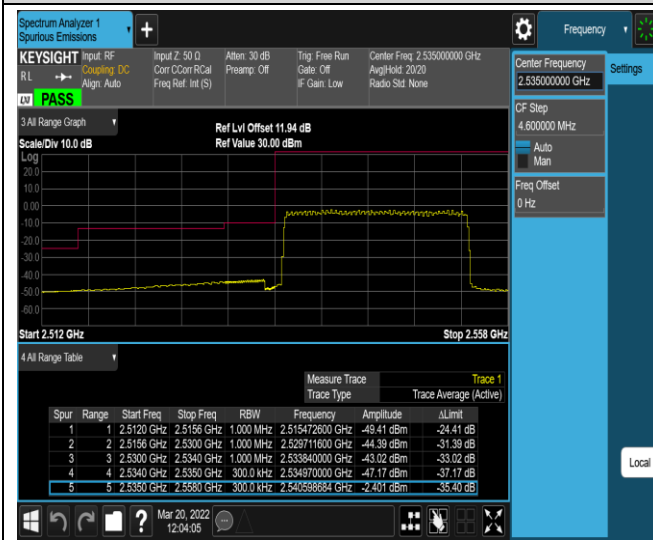 Spectrum Analyzer 1
Spurious Emissions
+
Frequency
KEYSIGHT
Input: RF
Input Z: 50 Ω
Atten: 30 dB
Trig: Free Run
Center Freq: 2.535000000 GHz
RL
Coupling: DC
Corr CCorr RCal
Preamp: Off
Gate: Off
Avg|Hold: 20/20
Align: Auto
Freq Ref: Int (S)
IF Gain: Low
Radio Std: None
LXI
PASS
Center Frequency
2.535000000 GHz
Settings
CF Step
4.600000 MHz
Auto
Man
Freq Offset
0 Hz
3 All Range Graph
Ref Lvl Offset 11.94 dB
Scale/Div 10.0 dB
Ref Value 30.00 dBm
Log
20.0
10.0
0.00
-10.0
-20.0
-30.0
-40.0
-50.0
-60.0
Start 2.512 GHz
Stop 2.558 GHz
4 All Range Table
Measure Trace
Trace 1
Trace Type
Trace Average (Active)
Spur Range Start Freq Stop Freq RBW Frequency Amplitude ΔLimit
1 1 2.5120 GHz 2.5156 GHz 1.000 MHz 2.515472600 GHz -49.41 dBm -24.41 dB
2 2 2.5156 GHz 2.5300 GHz 1.000 MHz 2.529711600 GHz -44.39 dBm -31.39 dB
3 3 2.5300 GHz 2.5340 GHz 1.000 MHz 2.533840000 GHz -43.02 dBm -33.02 dB
4 4 2.5340 GHz 2.5350 GHz 300.0 kHz 2.534970000 GHz -47.17 dBm -37.17 dB
5 5 2.5350 GHz 2.5580 GHz 300.0 kHz 2.540598684 GHz -2.401 dBm -35.40 dB
Local
?
Mar 20, 2022
12:04:05